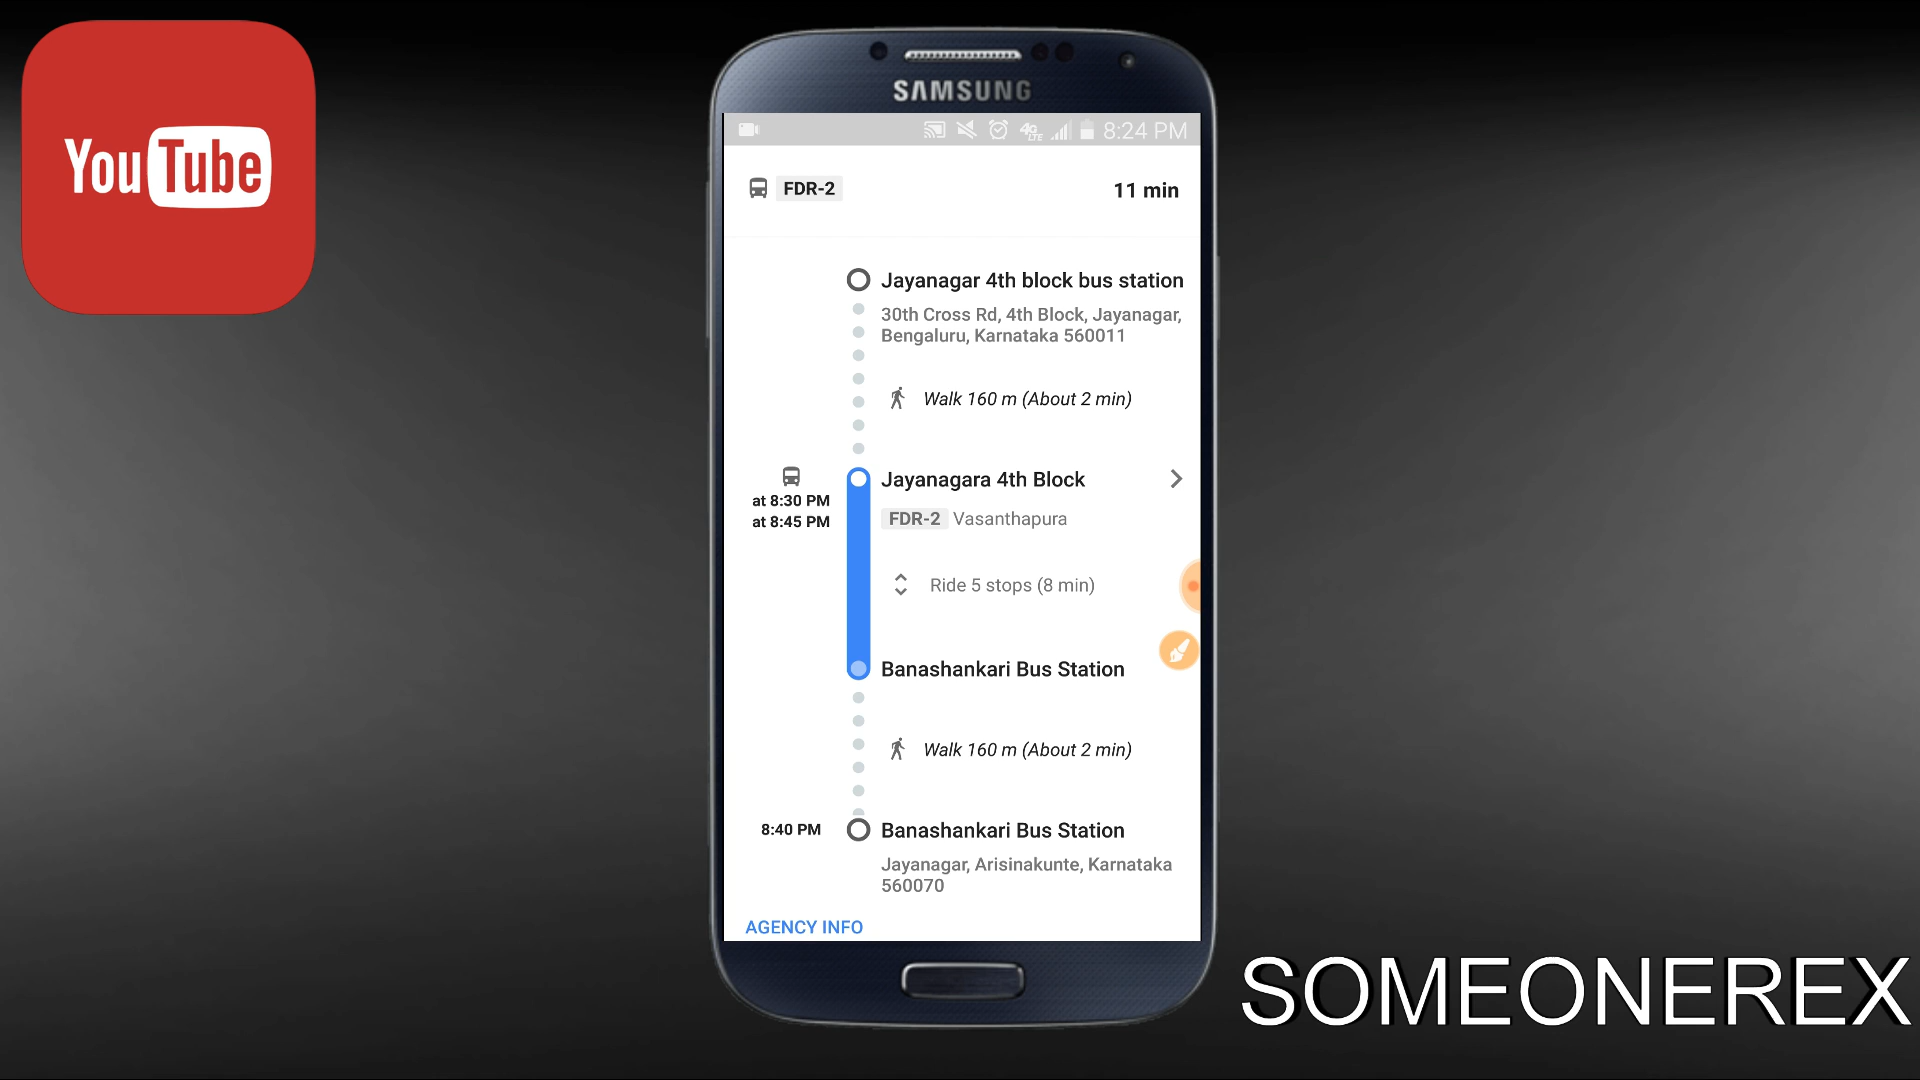 YouTube
SAMSUNG
4G LTE 8:24 PM
FDR-2 11 min
Jayanagar 4th block bus station
30th Cross Rd, 4th Block, Jayanagar,
Bengaluru, Karnataka 560011
Walk 160 m (About 2 min)
Jayanagara 4th Block
at 8:30 PM
at 8:45 PM
FDR-2 Vasanthapura
Ride 5 stops (8 min)
Banashankari Bus Station
Walk 160 m (About 2 min)
8:40 PM Banashankari Bus Station
Jayanagar, Arisinakunte, Karnataka
560070
AGENCY INFO
SOMEONEREX